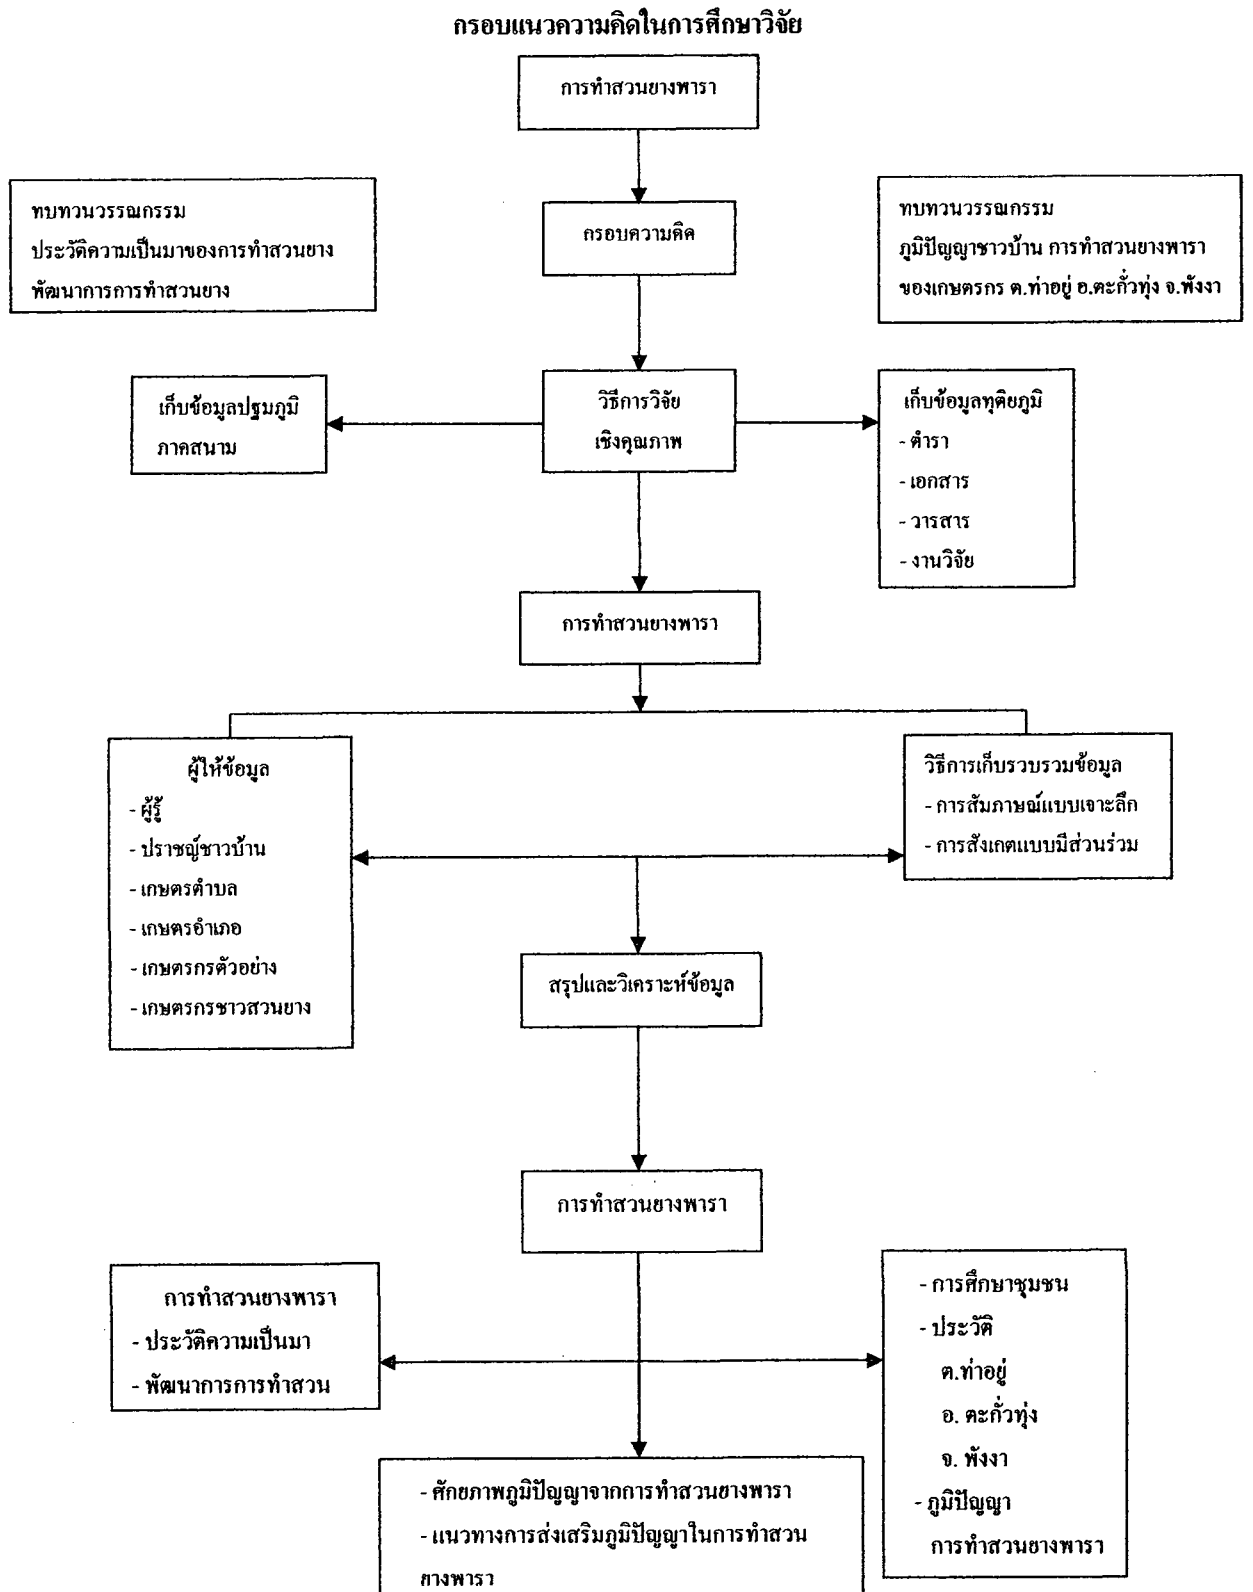 กรอบแนวความคิดในการศึกษาวิจัย
การทำสวนยางพารา
ทบทวนวรรณกรรม
ประวัติความเป็นมาของการทำสวนยาง
พัฒนาการการทำสวนยาง
กรอบความคิด
ทบทวนวรรณกรรม
ภูมิปัญญาชาวบ้าน การทำสวนยางพารา
ของเกษตรกร ต.ท่าอยู่ อ.ตะกั่วทุ่ง จ.พังงา
เก็บข้อมูลปฐมภูมิ
ภาคสนาม
วิธีการวิจัย
เชิงคุณภาพ
เก็บข้อมูลทุติยภูมิ
- ตำรา
- เอกสาร
- วารสาร
- งานวิจัย
การทำสวนยางพารา
ผู้ให้ข้อมูล
- ผู้รู้
- ปราชญ์ชาวบ้าน
- เกษตรตำบล
- เกษตรอำเภอ
- เกษตรกรตัวอย่าง
- เกษตรกรชาวสวนยาง
วิธีการเก็บรวบรวมข้อมูล
- การสัมภาษณ์แบบเจาะลึก
- การสังเกตแบบมีส่วนร่วม
สรุปและวิเคราะห์ข้อมูล
การทำสวนยางพารา
การทำสวนยางพารา
- ประวัติความเป็นมา
- พัฒนาการการทำสวน
- การศึกษาชุมชน
- ประวัติ
ต.ท่าอยู่
อ. ตะกั่วทุ่ง
จ. พังงา
- ภูมิปัญญา
การทำสวนยางพารา
- ศักยภาพภูมิปัญญาจากการทำสวนยางพารา
- แนวทางการส่งเสริมภูมิปัญญาในการทำสวน
ยางพารา